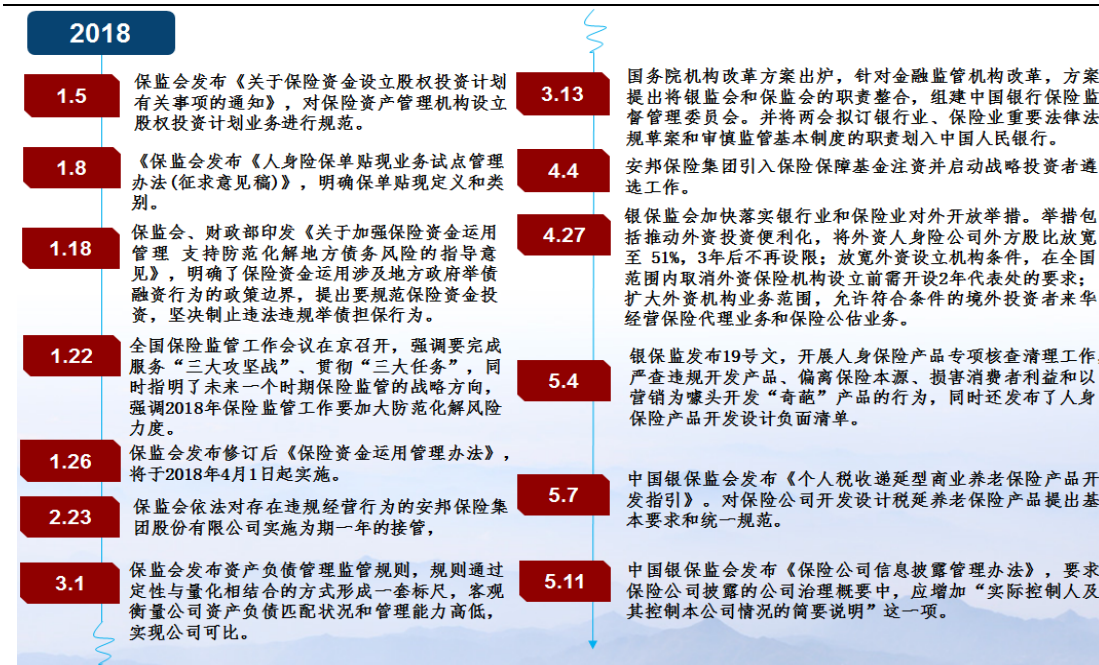 2018
1.5
保监会发布《关于保险资金设立股权投资计划
有关事项的通知》，对保险资产管理机构设立
股权投资计划业务进行规范。
1.8
《保监会发布《人身险保单贴现业务试点管理
办法(征求意见稿)》，明确保单贴现定义和类
别。
1.18
保监会、财政部印发《关于加强保险资金运用
管理 支持防范化解地方债务风险的指导意
见》，明确了保险资金运用涉及地方政府举债
融资行为的政策边界，提出要规范保险资金投
资，坚决制止违法违规举债担保行为。
1.22
全国保险监管工作会议在京召开，强调要完成
服务“三大攻坚战”、贯彻“三大任务”，同
时指明了未来一个时期保险监管的战略方向，
强调2018年保险监管工作要加大防范化解风险
力度。
1.26
保监会发布修订后《保险资金运用管理办法》，
将于2018年4月1日起实施。
2.23
保监会依法对存在违规经营行为的安邦保险集
团股份有限公司实施为期一年的接管，
3.1
保监会发布资产负债管理监管规则，规则通过
定性与量化相结合的方式形成一套标尺，客观
衡量公司资产负债匹配状况和管理能力高低，
实现公司可比。
3.13
国务院机构改革方案出炉，针对金融监管机构改革，方案
提出将银监会和保监会的职责整合，组建中国银行保险监
督管理委员会。并将两会拟订银行业、保险业重要法律法
规草案和审慎监管基本制度的职责划入中国人民银行。
4.4
安邦保险集团引入保险保障基金注资并启动战略投资者遴
选工作。
4.27
银保监会加快落实银行业和保险业对外开放举措。举措包
括推动外资投资便利化，将外资人身险公司外方股比放宽
至 51%，3年后不再设限；放宽外资设立机构条件，在全国
范围内取消外资保险机构设立前需开设2年代表处的要求；
扩大外资机构业务范围，允许符合条件的境外投资者来华
经营保险代理业务和保险公估业务。
5.4
银保监发布19号文，开展人身保险产品专项核查清理工作，
严查违规开发产品、偏离保险本源、损害消费者利益和以
营销为噱头开发“奇葩”产品的行为，同时还发布了人身
保险产品开发设计负面清单。
5.7
中国银保监会发布《个人税收递延型商业养老保险产品开
发指引》。对保险公司开发设计税延养老保险产品提出基
本要求和统一规范。
5.11
中国银保监会发布《保险公司信息披露管理办法》，要求
保险公司披露的公司治理概要中，应增加“实际控制人及
其控制本公司情况的简要说明”这一项。